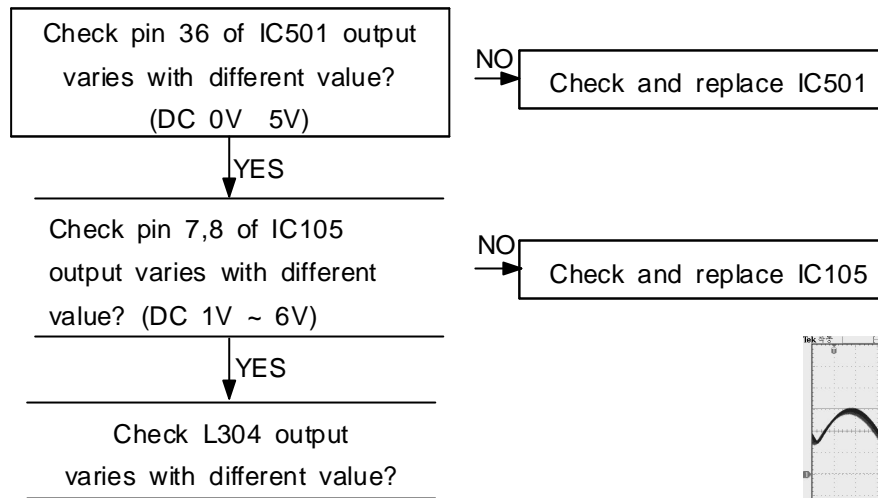 Check pin 36 of IC501 output
varies with different value?
(DC 0V 5V)
NO
Check and replace IC501
YES
Check pin 7,8 of IC105
output varies with different
value? (DC 1V ~ 6V)
NO
Check and replace IC105
YES
Tek
Check L304 output
varies with different value?